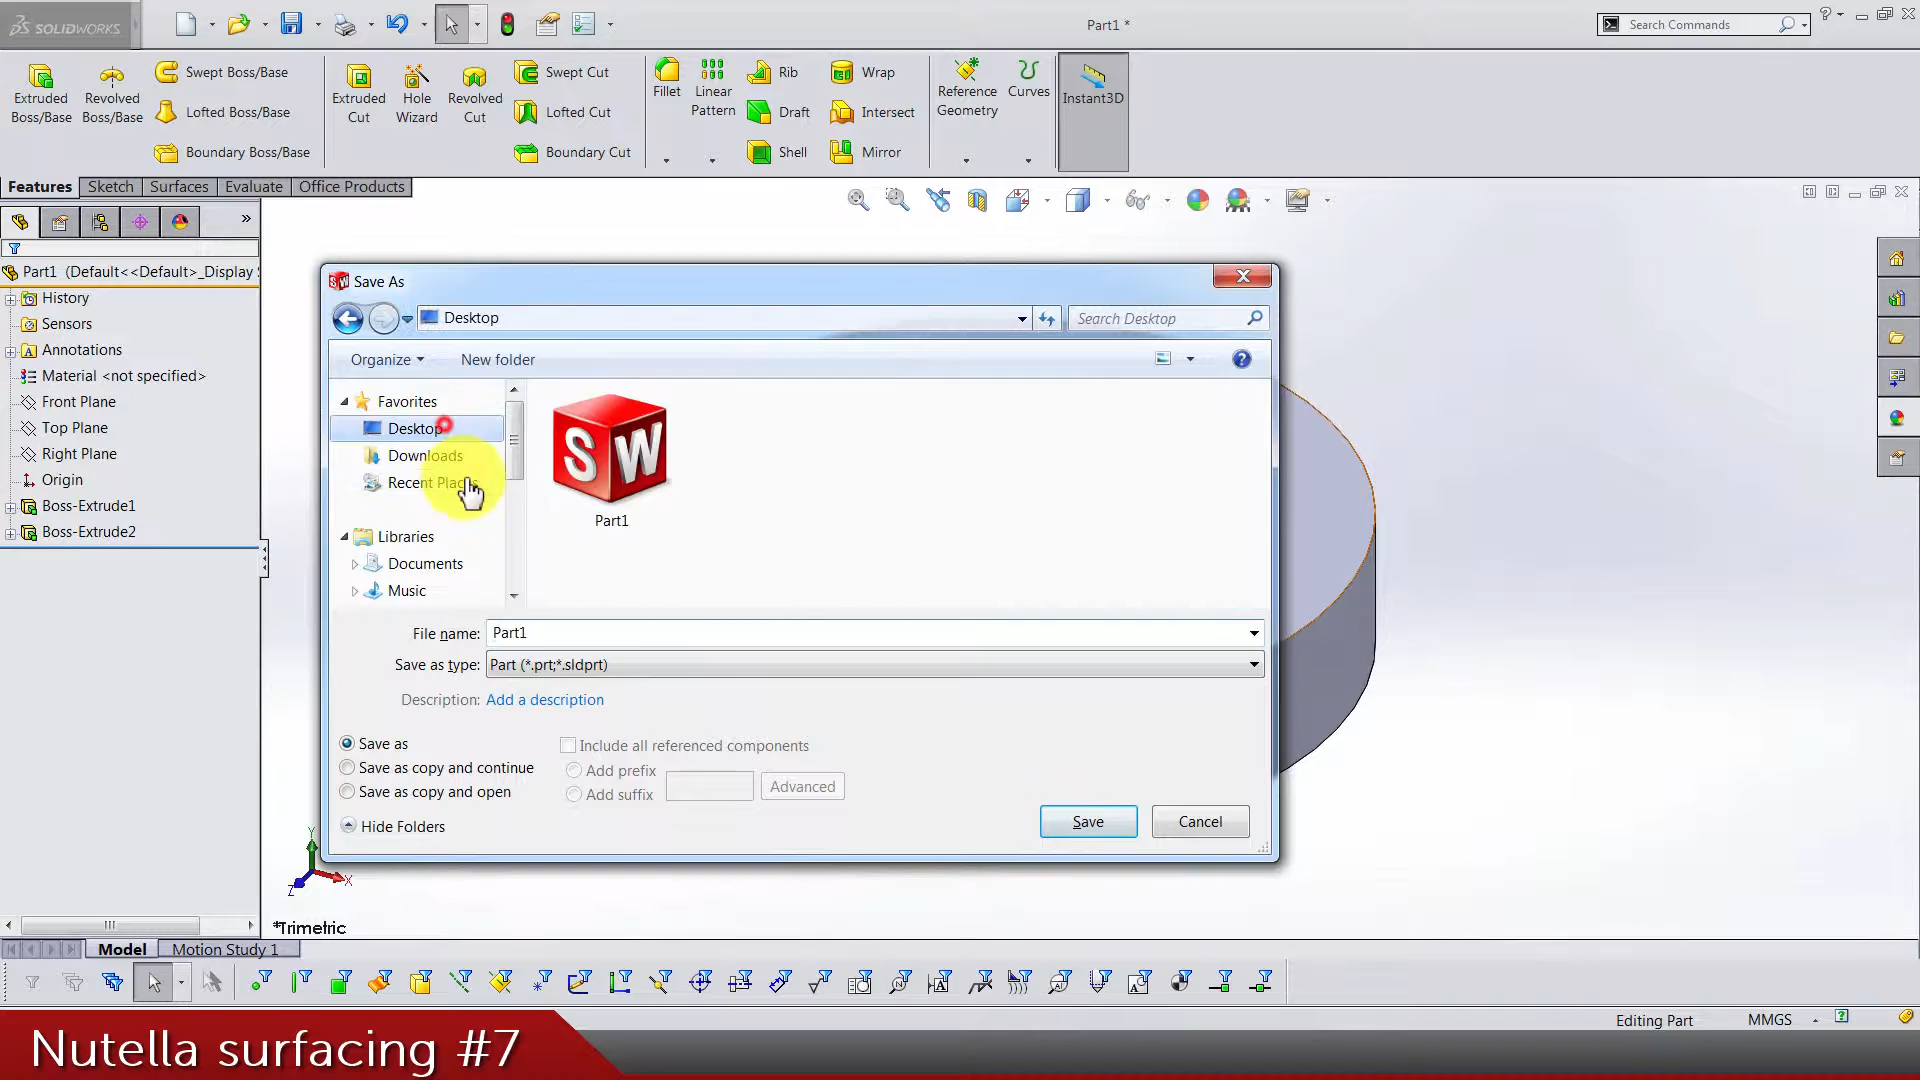 SOLIDWORKS
Part1 *
Search Commands
Extruded Boss/Base
Revolved Boss/Base
Swept Boss/Base
Lofted Boss/Base
Boundary Boss/Base
Extruded Cut
Hole Wizard
Revolved Cut
Swept Cut
Lofted Cut
Boundary Cut
Fillet
Linear Pattern
Rib
Draft
Shell
Wrap
Intersect
Mirror
Reference Geometry
Curves
Instant3D
Features
Sketch
Surfaces
Evaluate
Office Products
Part1 (Default<<Default>_Display
History
Sensors
Annotations
Material <not specified>
Front Plane
Top Plane
Right Plane
Origin
Boss-Extrude1
Boss-Extrude2
Save As
Desktop
Search Desktop
Organize
New folder
Favorites
Desktop
Downloads
Recent Places
Libraries
Documents
Music
SW
Part1
File name: Part1
Save as type: Part (*.prt;*.sldprt)
Description: Add a description
Save as
Save as copy and continue
Save as copy and open
Include all referenced components
Add prefix
Add suffix
Advanced
Hide Folders
Save
Cancel
Y
X
Z
*Trimetric
Model
Motion Study 1
Editing Part
MMGS
Nutella surfacing #7